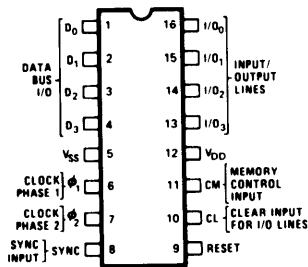 D0 1 16 I/O0
D1 2 15 I/O1
DATA BUS I/O
INPUT/ OUTPUT LINES
D2 3 14 I/O2
D3 4 13 I/O3
VSS 5 12 VDD
CLOCK PHASE 1 ϕ1 6 11 CM MEMORY CONTROL INPUT
CLOCK PHASE 2 ϕ2 7 10 CL CLEAR INPUT FOR I/O LINES
SYNC INPUT SYNC 8 9 RESET